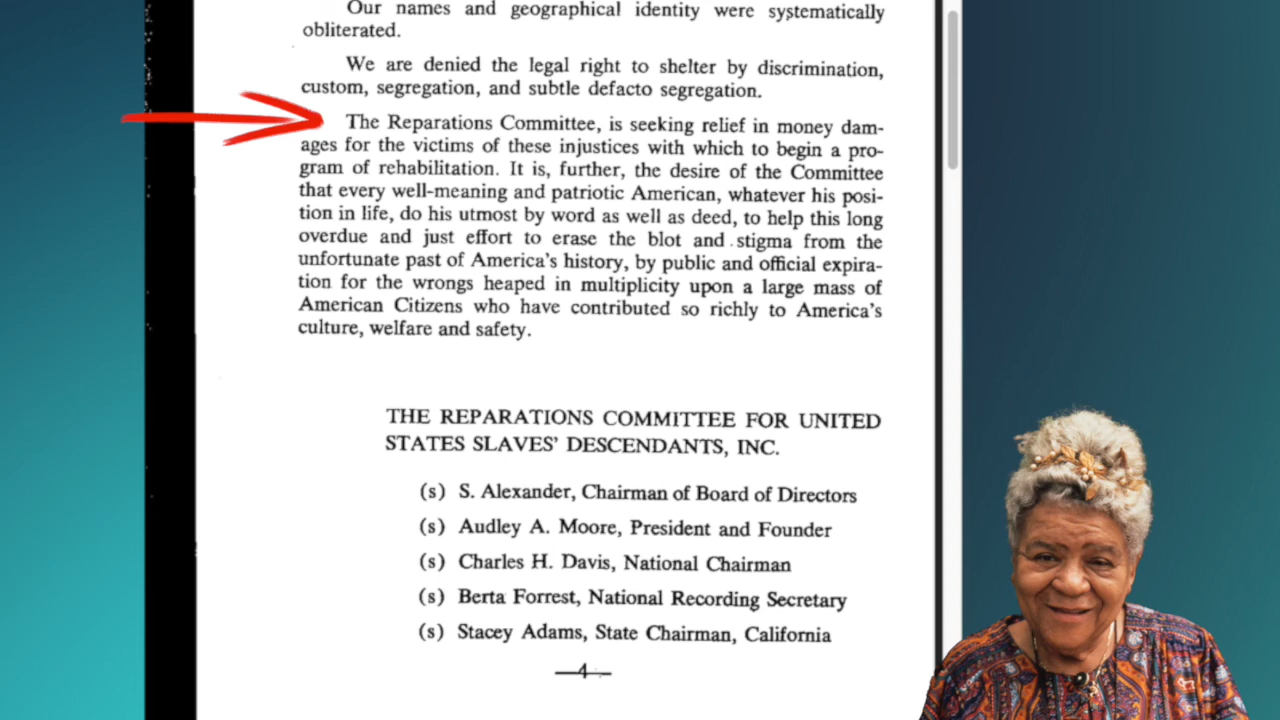 Our names and geographical identity were systematically
obliterated.
We are denied the legal right to shelter by discrimination,
custom, segregation, and subtle defacto segregation.
The Reparations Committee, is seeking relief in money dam-
ages for the victims of these injustices with which to begin a pro-
gram of rehabilitation. It is, further, the desire of the Committee
that every well-meaning and patriotic American, whatever his posi-
tion in life, do his utmost by word as well as deed, to help this long
overdue and just effort to erase the blot and stigma from the
unfortunate past of America's history, by public and official expira-
tion for the wrongs heaped in multiplicity upon a large mass of
American Citizens who have contributed so richly to America's
culture, welfare and safety.
THE REPARATIONS COMMITTEE FOR UNITED
STATES SLAVES' DESCENDANTS, INC.
(s) S. Alexander, Chairman of Board of Directors
(s) Audley A. Moore, President and Founder
(s) Charles H. Davis, National Chairman
(s) Berta Forrest, National Recording Secretary
(s) Stacey Adams, State Chairman, California
—4—